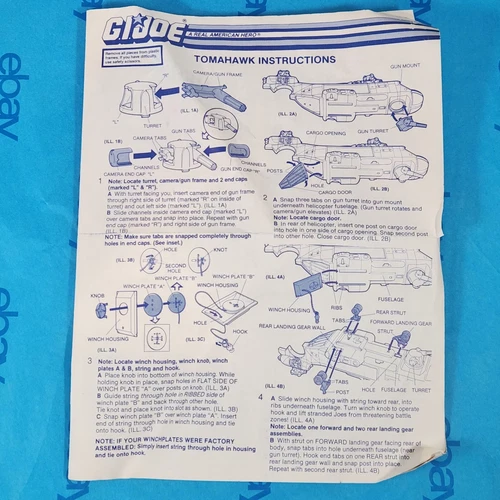 GI JOE
A REAL AMERICAN HERO
Remove all pieces from plastic
frames. If you have difficulty,
use safety scissors.
TOMAHAWK INSTRUCTIONS
CAMERA/GUN FRAME
TURRET
(ILL. 1A)
(ILL. 1B)
CAMERA TABS
GUN TABS
CHANNELS
CAMERA END CAP "L"
CHANNELS
GUN END CAP "R"
GUN MOUNT
(ILL. 2A)
CARGO OPENING
GUN TURRET
POSTS
HOLE
(ILL. 2B)
CARGO DOOR
1
Note: Locate turret, camera/gun frame and 2 end caps
(marked "L" & "R").
A With turret facing you, insert camera end of gun frame
through right side of turret (marked "R" on inside of
turret) and out left side (marked "L"). (ILL. 1A)
B Slide channels inside camera end cap (marked "L")
over camera tabs and snap into place. Repeat with gun
end cap (marked "R") and right side of gun turret.
(ILL. 1B)
NOTE: Make sure tabs are snapped completely through
holes in end caps. (See inset.)
2
A Snap three tabs on gun turret into gun mount
underneath helicopter fuselage. (Gun turret rotates and
camera/gun elevates) (ILL. 2A)
Note: Locate cargo door.
B In rear of helicopter, insert one post on cargo door
into hole in one side of cargo opening. Snap second post
into other hole. Close cargo door. (ILL. 2B)
(ILL. 3B)
HOLE
KNOT
SECOND
HOLE
WINCH PLATE "B"
WINCH PLATE "A"
WINCH HOUSING
KNOB
WINCH HOUSING
(ILL. 3A)
HOLE
HOOK
(ILL. 3C)
(ILL. 4A)
FUSELAGE
WINCH HOUSING
RIBS
REAR STRUT
TABS
FORWARD LANDING
GEAR
STRUT
REAR LANDING GEAR WALL
TABS
(ILL. 4B)
POST
HOLE
FUSELAGE
TURRET
3
Note: Locate winch housing, winch knob, winch
plates A & B, string and hook.
A Place knob into bottom of winch housing. While
holding knob in place, snap holes in FLAT SIDE OF
WINCH PLATE "A" over posts on knob. (ILL. 3A)
B Guide string through hole in RIBBED side of
winch plate "B" and back through other hole.
Tie knot and place knot into slot as shown. (ILL. 3B)
C Snap winch plate "B" over winch plate "A". Insert
end of string through hole in winch housing and tie
onto hook. (ILL. 3C)
NOTE: IF YOUR WINCHPLATES WERE FACTORY
ASSEMBLED: Simply insert string through hole in housing
and tie onto hook.
4
A Slide winch housing with string toward rear, into
ribs underneath fuselage. Turn winch knob to operate
hook and lift stranded Joes from threatening battle
zones! (ILL. 4A)
Note: Locate one forward and two rear landing gear
assemblies.
B With strut on FORWARD landing gear facing rear of
body, snap tabs into hole underneath fuselage (near
gun turret). Hook end tabs on one REAR strut into
rear landing gear wall and snap post into place.
Repeat with second rear strut. (ILL. 4B)
ebay
ebay
ebay
ebay
ebay